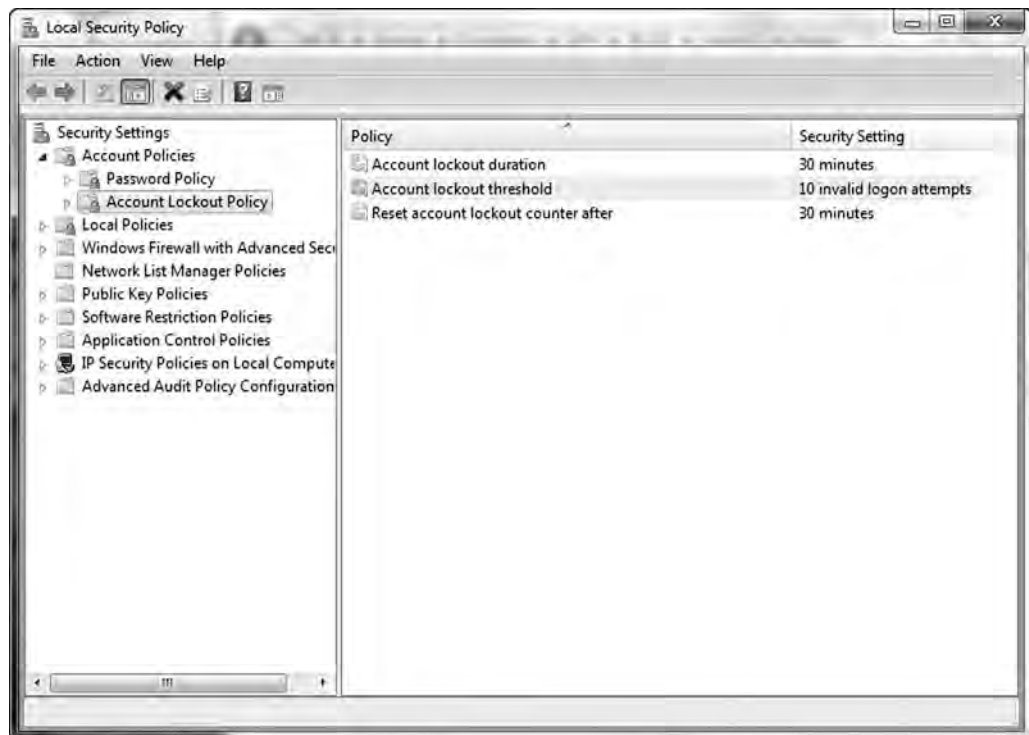 Local Security Policy
File Action View Help
Security Settings
Account Policies
Password Policy
Account Lockout Policy
Local Policies
Windows Firewall with Advanced Secu
Network List Manager Policies
Public Key Policies
Software Restriction Policies
Application Control Policies
IP Security Policies on Local Compute
Advanced Audit Policy Configuration
Policy Security Setting
Account lockout duration 30 minutes
Account lockout threshold 10 invalid logon attempts
Reset account lockout counter after 30 minutes